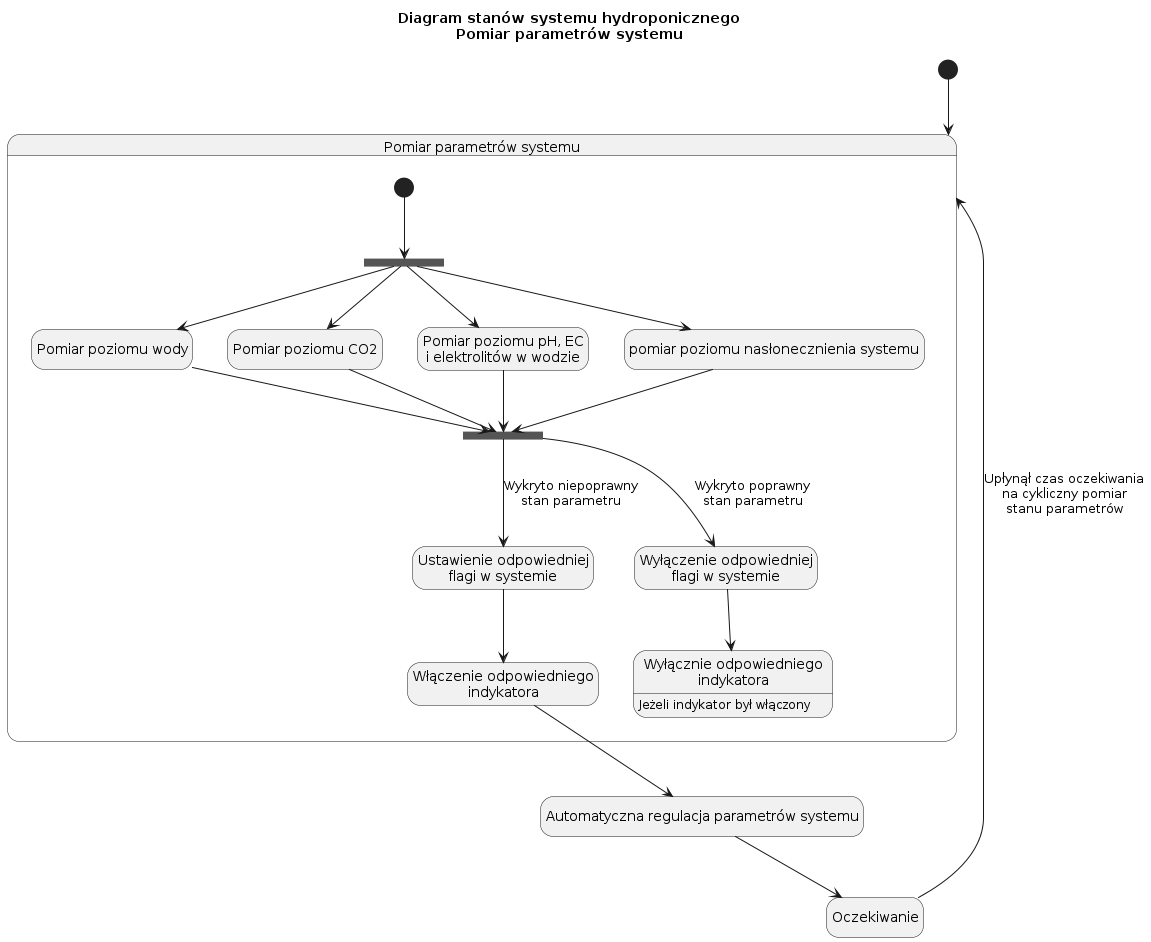 Diagram stanów systemu hydroponicznego
Pomiar parametrów systemu
Pomiar parametrów systemu
Pomiar poziomu wody
Pomiar poziomu CO2
Pomiar poziomu pH, EC
i elektrolitów w wodzie
pomiar poziomu nasłonecznienia systemu
Wykryto niepoprawny
stan parametru
Wykryto poprawny
stan parametru
Upłynął czas oczekiwania
na cykliczny pomiar
stanu parametrów
Ustawienie odpowiedniej
flagi w systemie
Wyłączenie odpowiedniej
flagi w systemie
Włączenie odpowiedniego
indykatora
Wyłącznie odpowiedniego
indykatora
Jeżeli indykator był włączony
Automatyczna regulacja parametrów systemu
Oczekiwanie